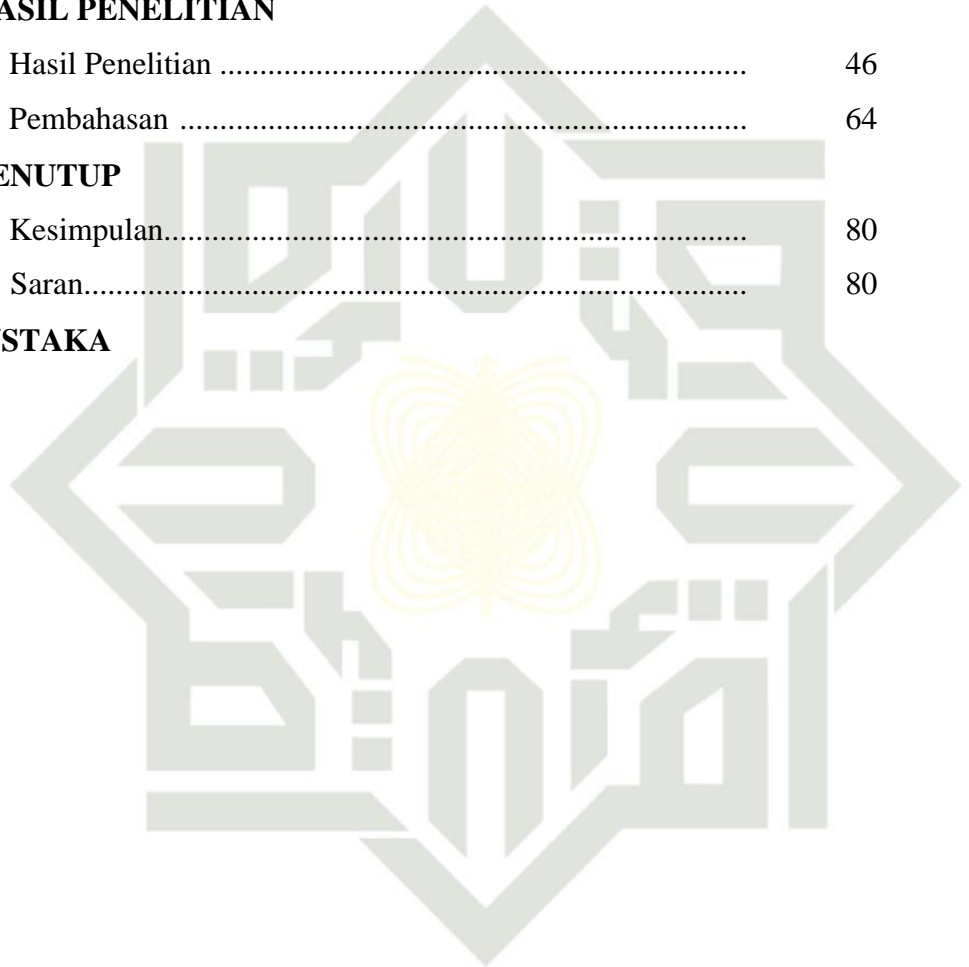 ASIL PENELITIAN
Hasil Penelitian .................................................................. 46
Pembahasan ....................................................................... 64
ENUTUP
Kesimpulan......................................................................... 80
Saran................................................................................... 80
STAKA